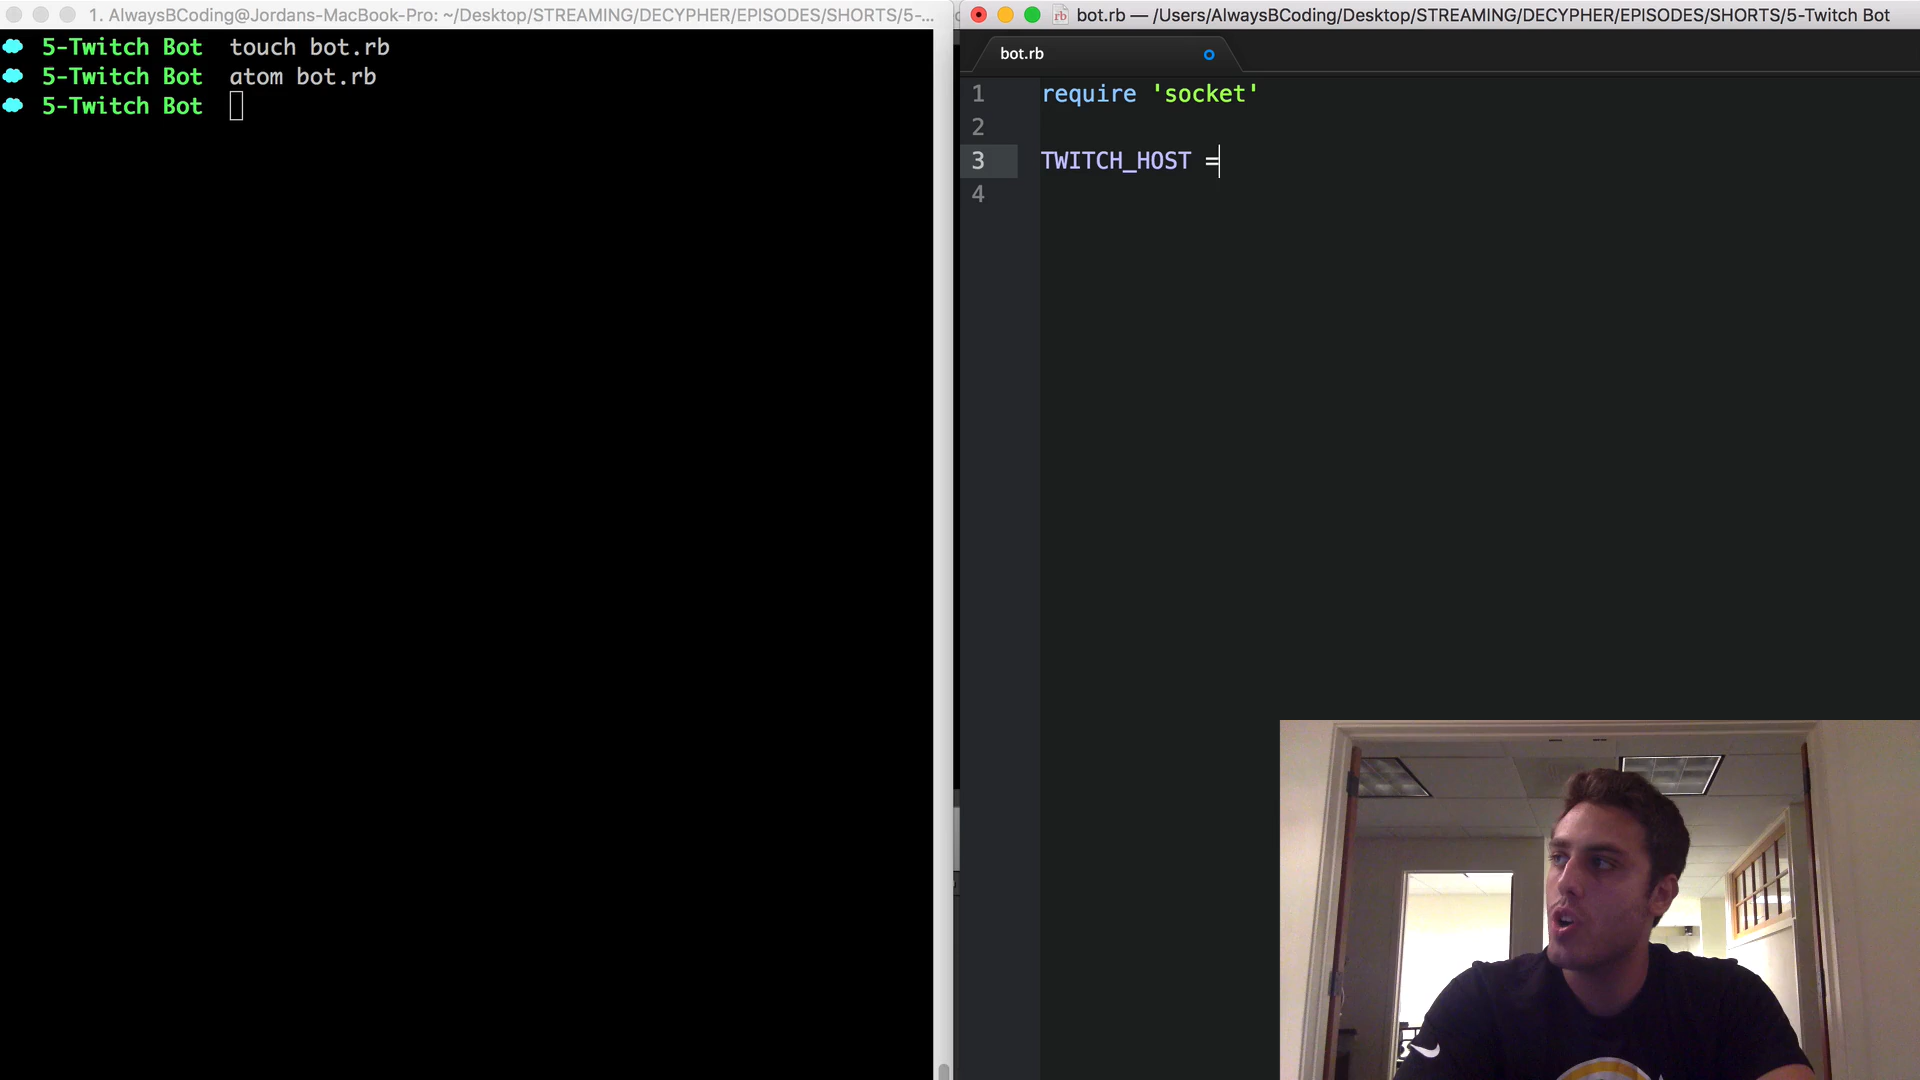 1. AlwaysBCoding@Jordans-MacBook-Pro: ~/Desktop/STREAMING/DECYPHER/EPISODES/SHORTS/5-...
5-Twitch Bot touch bot.rb
5-Twitch Bot atom bot.rb
5-Twitch Bot
rb bot.rb — /Users/AlwaysBCoding/Desktop/STREAMING/DECYPHER/EPISODES/SHORTS/5-Twitch Bot
bot.rb
1 require 'socket'
2
3 TWITCH_HOST =
4